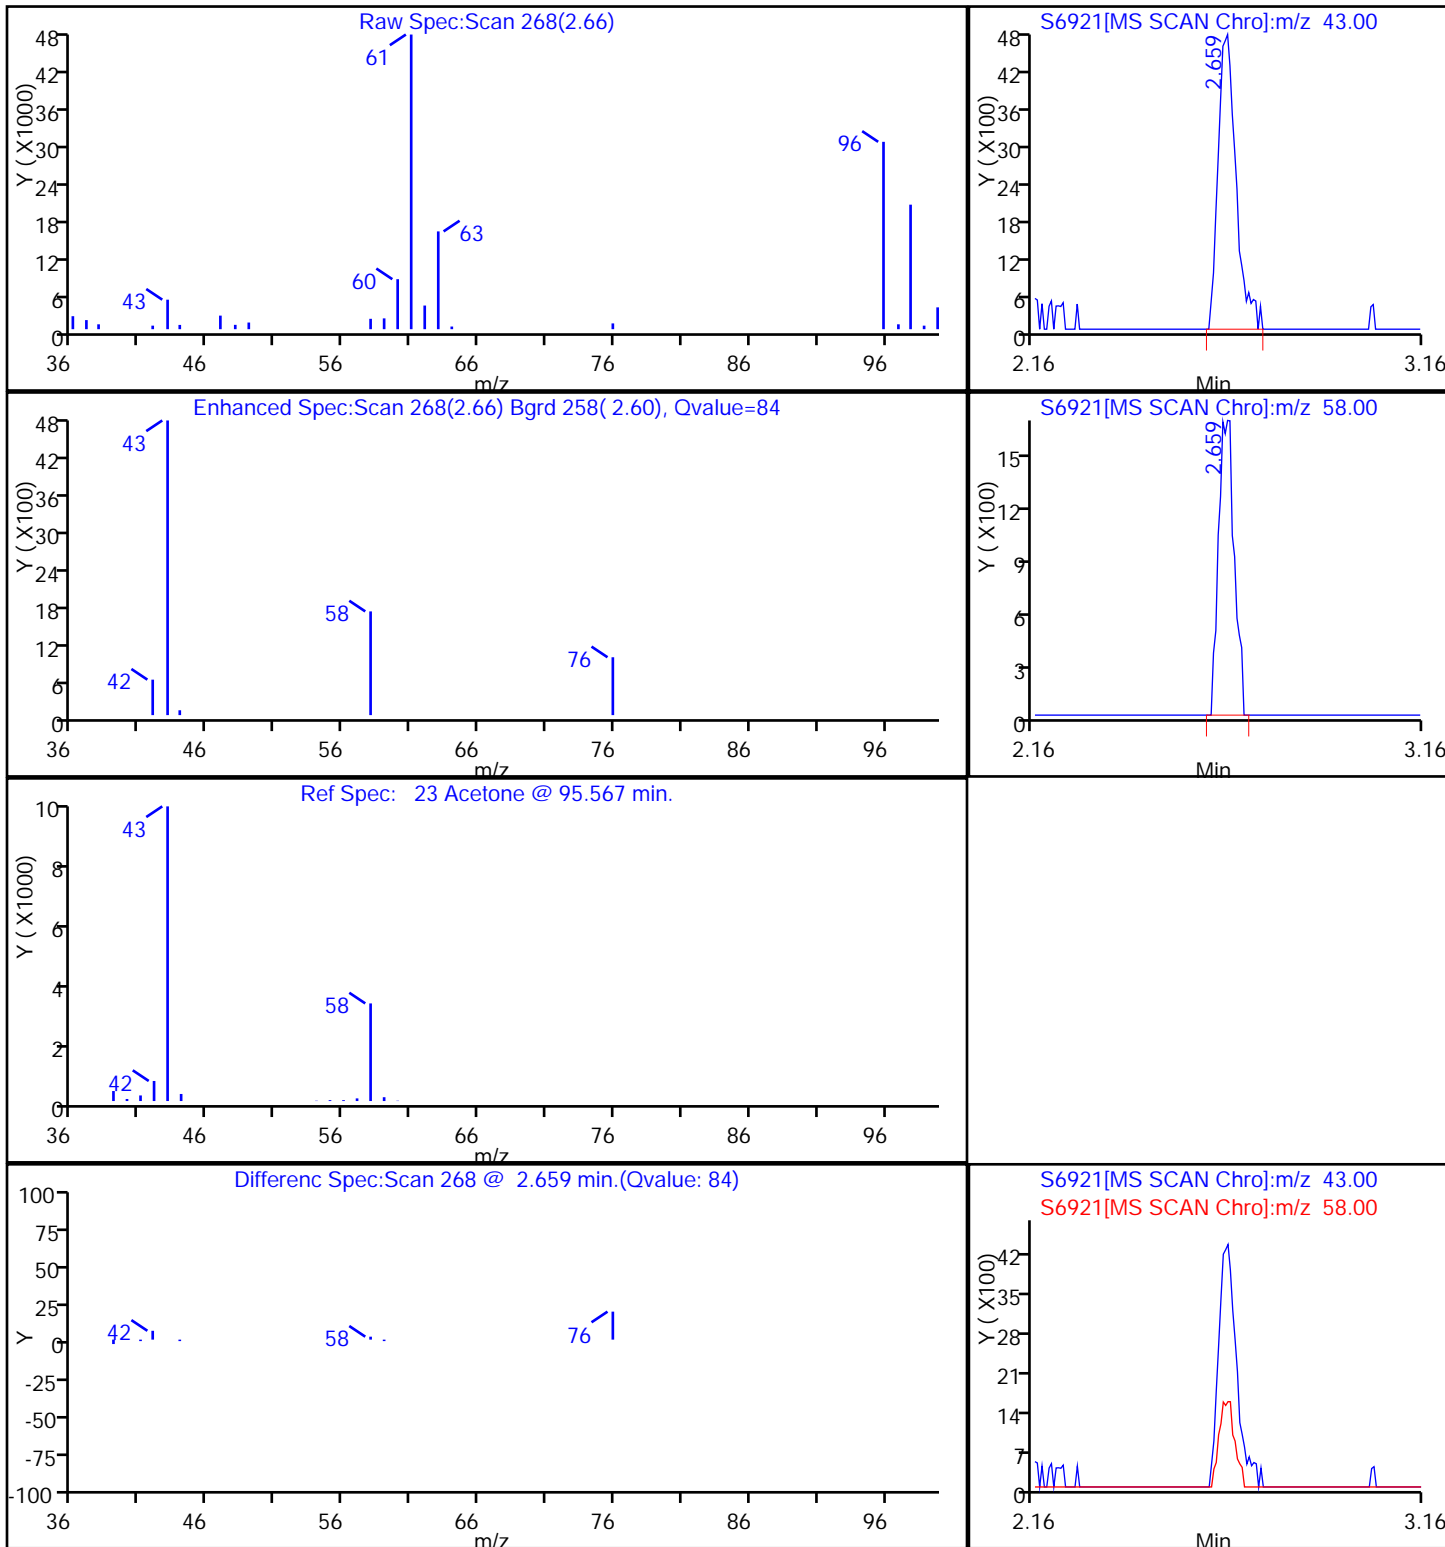 Raw Spec:Scan 268(2.66)
Y ( X1000)
48
42
36
30
24
18
12
6
0
61
96
63
60
43
36 46 56 66 76 86 96
m/z
S6921[MS SCAN Chro]:m/z 43.00
Y ( X100)
48
42
36
30
24
18
12
6
0
2.659
2.16 3.16
Min
Enhanced Spec:Scan 268(2.66) Bgrd 258( 2.60), Qvalue=84
Y ( X100)
48
42
36
30
24
18
12
6
0
43
58
76
42
36 46 56 66 76 86 96
m/z
S6921[MS SCAN Chro]:m/z 58.00
Y ( X100)
15
12
9
6
3
0
2.659
2.16 3.16
Min
Ref Spec: 23 Acetone @ 95.567 min.
Y ( X1000)
10
8
6
4
2
0
43
58
42
36 46 56 66 76 86 96
m/z
Differenc Spec:Scan 268 @ 2.659 min.(Qvalue: 84)
Y
100
75
50
25
0
-25
-50
-75
-100
42
58
76
36 46 56 66 76 86 96
m/z
S6921[MS SCAN Chro]:m/z 43.00
S6921[MS SCAN Chro]:m/z 58.00
Y ( X100)
42
35
28
21
14
7
0
2.16 3.16
Min